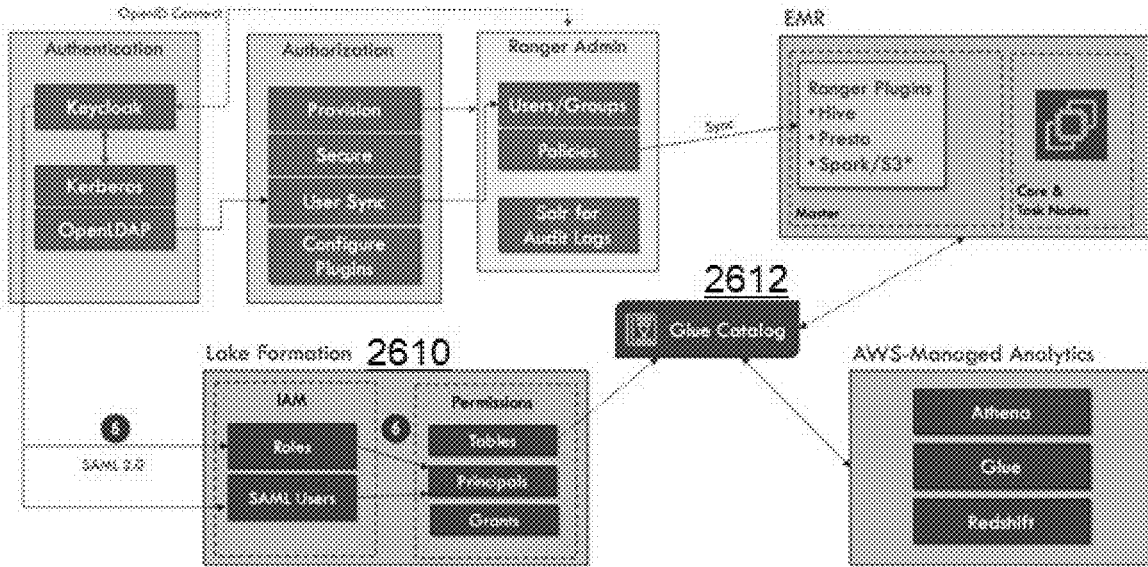 OpenID Connect
Authentication
Keycloak
Kerberos
OpenLDAP
Authorization
Provision
Secure
User Sync
Configure
Plugins
Ranger Admin
Users/Groups
Policies
Solr for
Audit Logs
Sync
EMR
Ranger Plugins
• Hive
• Presto
• Spark/S3*
Master
Core &
Task Nodes
2612
Glue Catalog
Lake Formation 2610
IAM
Roles
SAML Users
SAML 2.0
Permissions
Tables
Principals
Grants
AWS-Managed Analytics
Athena
Glue
Redshift